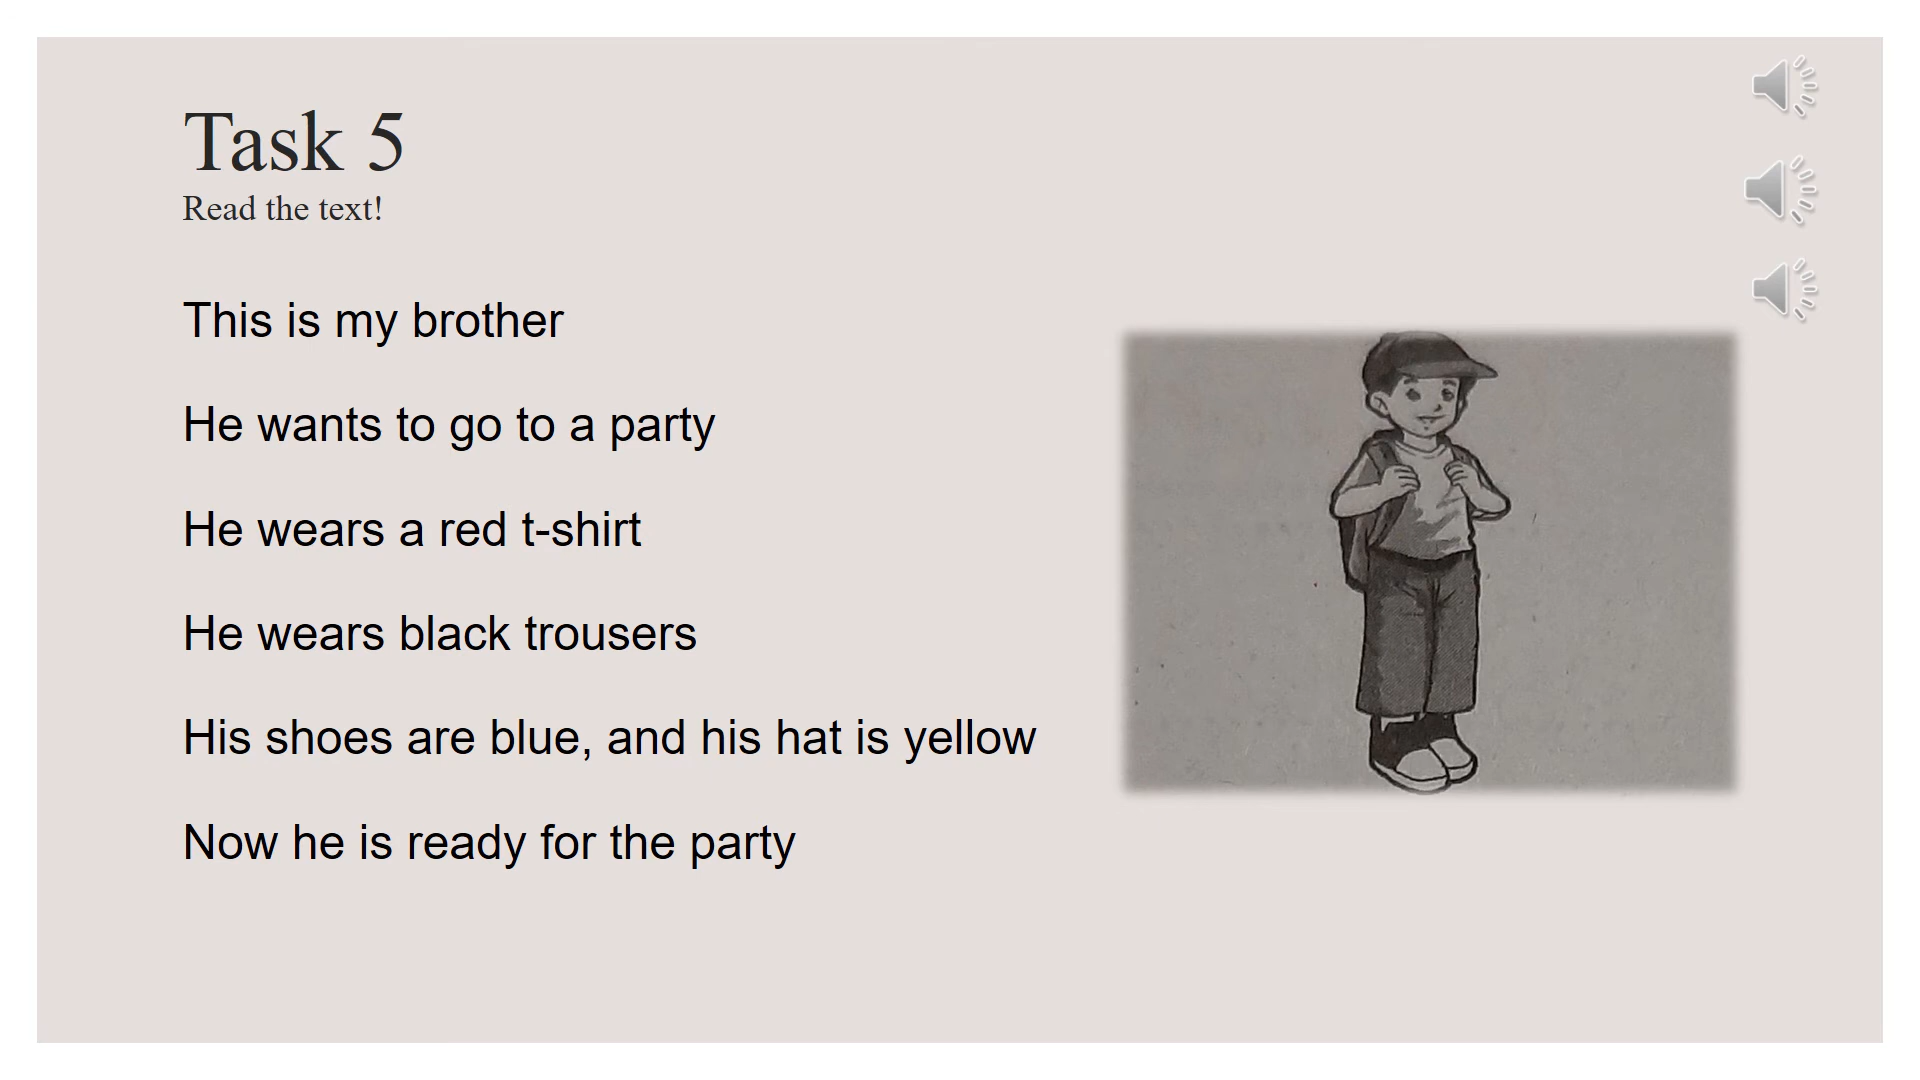 Task 5
Read the text!
This is my brother
He wants to go to a party
He wears a red t-shirt
He wears black trousers
His shoes are blue, and his hat is yellow
Now he is ready for the party